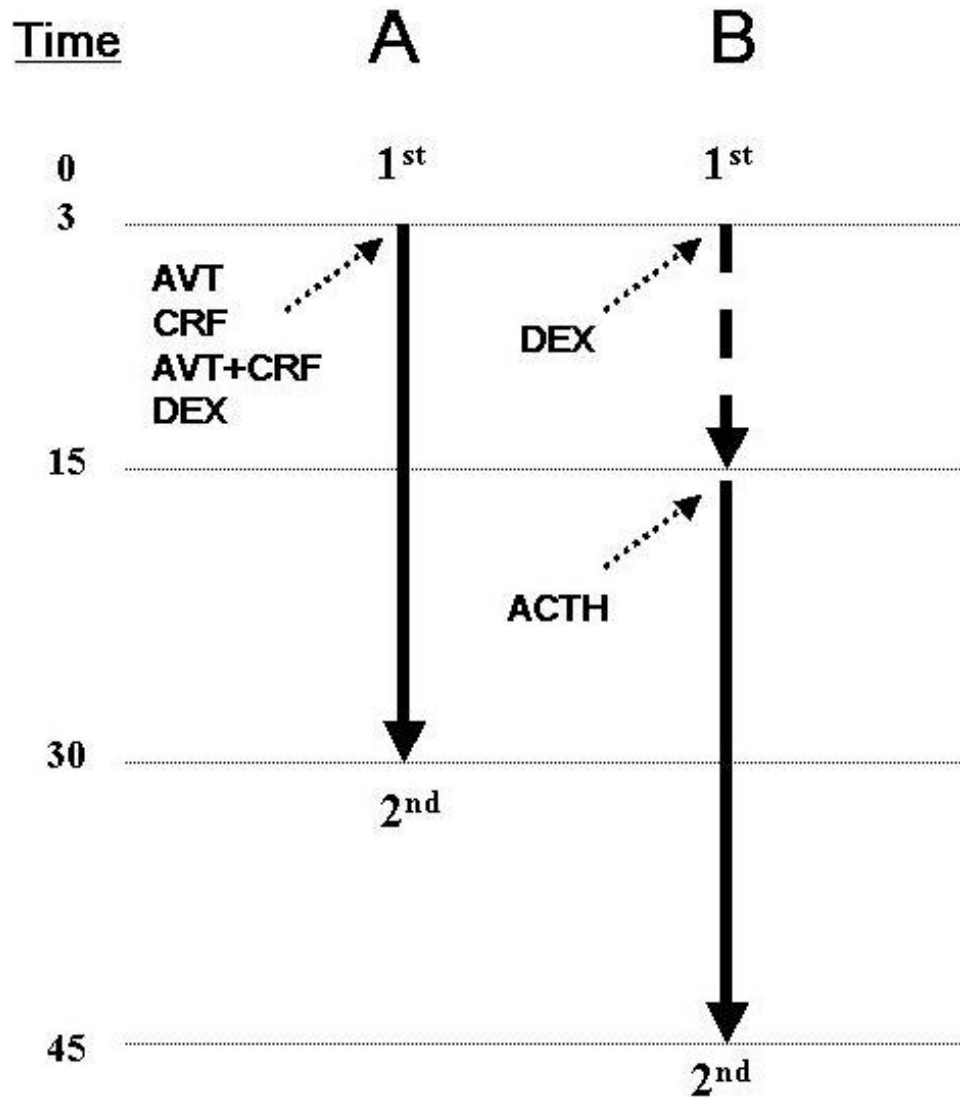 Time A B
0 1st 1st
3
AVT
CRF
AVT+CRF
DEX
DEX
15
ACTH
30
2nd
45
2nd